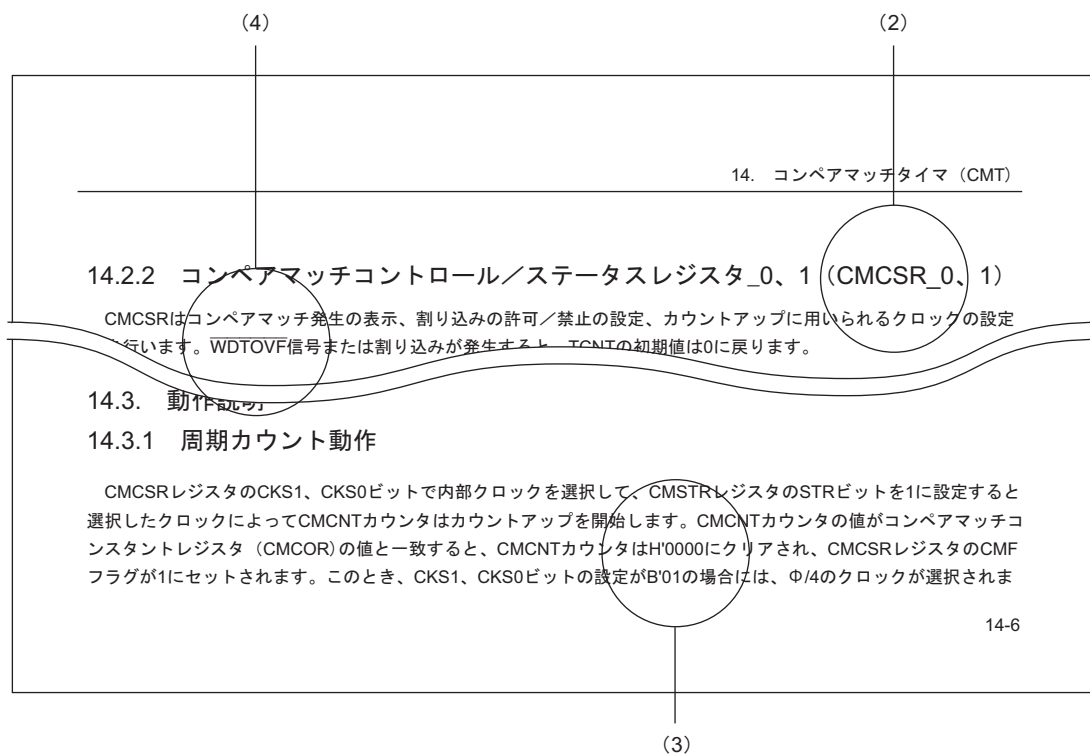 (4) (2)
14. コンペアマッチタイマ（CMT）
14.2.2 コンペアマッチコントロール／ステータスレジスタ_0、1（CMCSR_0、1）
CMCSRはコンペアマッチ発生の表示、割り込みの許可／禁止の設定、カウントアップに用いられるクロックの設定
行います。WDTOVF信号または割り込みが発生すると、TCNTの初期値は0に戻ります。
14.3. 動作説明
14.3.1 周期カウント動作
CMCSRレジスタのCKS1、CKS0ビットで内部クロックを選択して、CMSTRレジスタのSTRビットを1に設定すると
選択したクロックによってCMCNTカウンタはカウントアップを開始します。CMCNTカウンタの値がコンペアマッチコ
ンスタントレジスタ（CMCOR）の値と一致すると、CMCNTカウンタはH'0000にクリアされ、CMCSRレジスタのCMF
フラグが1にセットされます。このとき、CKS1、CKS0ビットの設定がB'01の場合には、Φ/4のクロックが選択されま
14-6
(3)